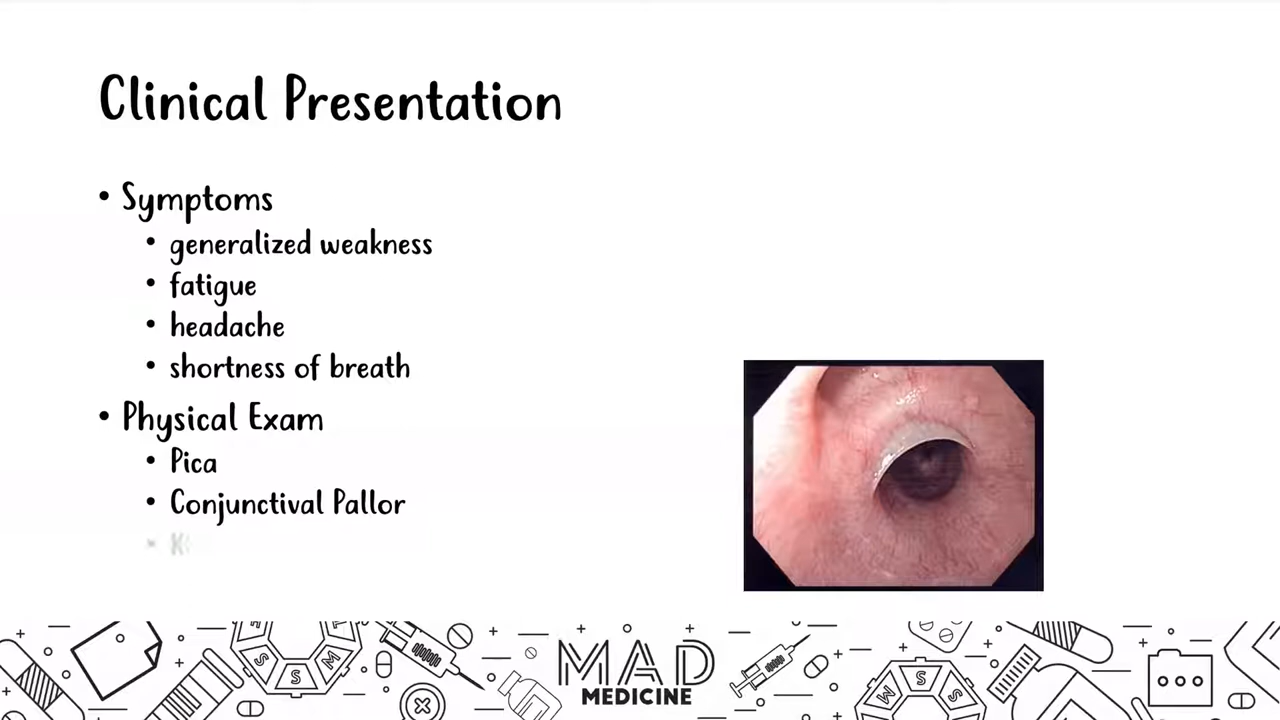 Clinical Presentation
• Symptoms
• generalized weakness
• fatigue
• headache
• shortness of breath
• Physical Exam
• Pica
• Conjunctival Pallor
MAD
MEDICINE